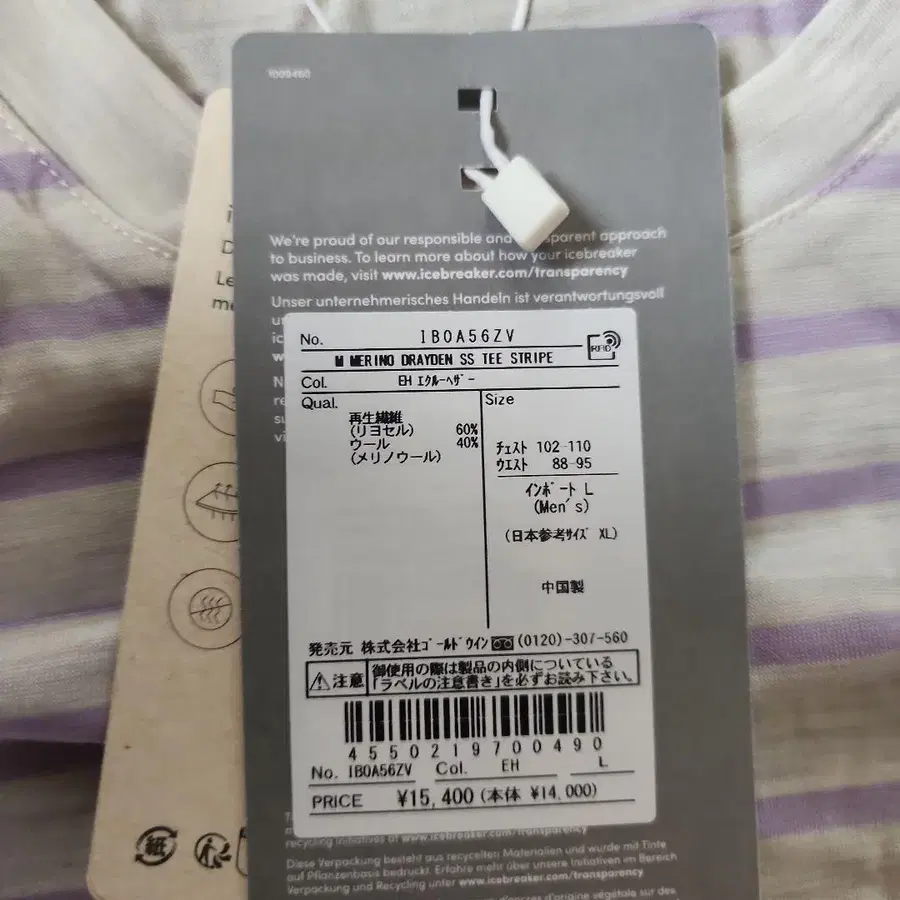 1009460
We're proud of our responsible and transparent approach
to business. To learn more about how your icebreaker
was made, visit www.icebreaker.com/transparency
Unser unternehmerisches Handeln ist verantwortungsvoll
No. IB0A56ZV
M MERINO DRAYDEN SS TEE STRIPE
RFID
Col. EH エクルーヘザー
Qual.
再生繊維
(リヨセル) 60%
ウール 40%
(メリノウール)
Size
チェスト 102-110
ウエスト 88-95
インポート L
(Men's)
(日本参考サイズ XL)
中国製
発売元 株式会社ゴールドウイン (0120)-307-560
注意 御使用の際は製品の内側についている
「ラベルの注意書き」を必ずお読み下さい。
4550219700490
No. IB0A56ZV Col. EH L
PRICE ¥15,400 (本体 ¥14,000)
recycling initiatives at www.icebreaker.com/transparency
Diese Verpackung besteht aus recycelten Materialien und wurde mit Tinte
auf Pflanzenbasis bedruckt. Erfahre mehr über unsere Initiativen im Bereich
Verpackung und Recycling unter www.icebreaker.com/transparency
d'origine végétale sur des
紙